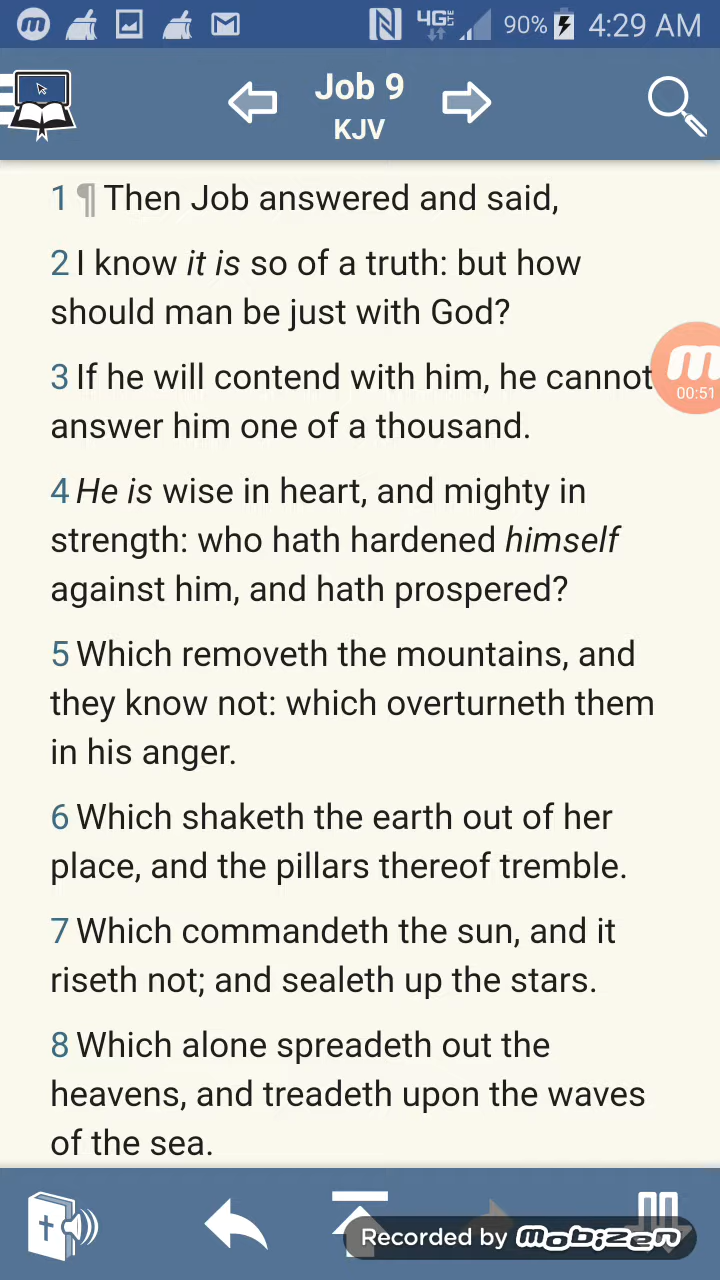 90% 4:29 AM
4G LTE
Job 9
KJV
1 ¶ Then Job answered and said,
2 I know it is so of a truth: but how
should man be just with God?
3 If he will contend with him, he cannot
answer him one of a thousand.
00:51
4 He is wise in heart, and mighty in
strength: who hath hardened himself
against him, and hath prospered?
5 Which removeth the mountains, and
they know not: which overturneth them
in his anger.
6 Which shaketh the earth out of her
place, and the pillars thereof tremble.
7 Which commandeth the sun, and it
riseth not; and sealeth up the stars.
8 Which alone spreadeth out the
heavens, and treadeth upon the waves
of the sea.
Recorded by mobizen